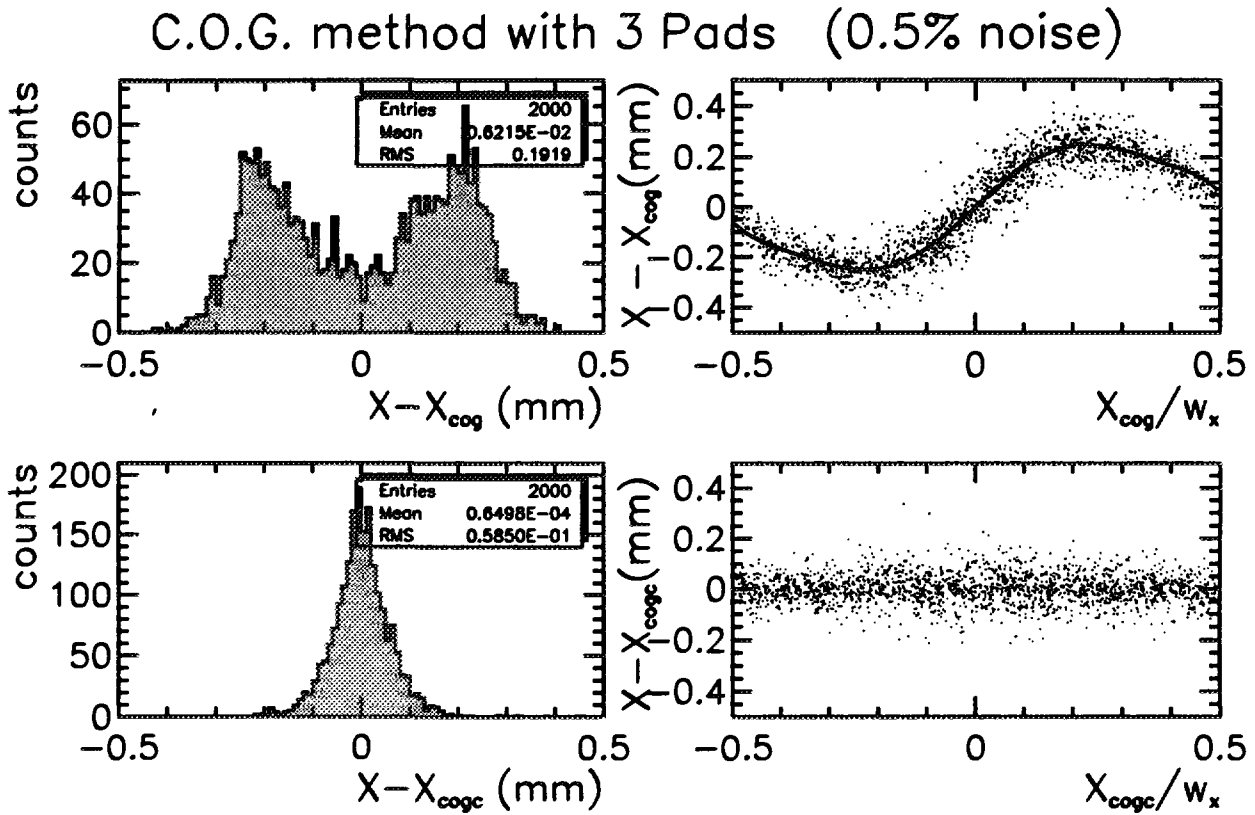 C.O.G. method with 3 Pads (0.5% noise)
counts
60
40
20
0
Entries 2000
Mean 0.6215E-02
RMS 0.1919
-0.5 0 0.5
X-X_cog (mm)
X - X_cog (mm)
0.4
0.2
0
-0.2
-0.4
-0.5 0 0.5
X_cog/w_x
counts
200
150
100
50
0
Entries 2000
Mean 0.6498E-04
RMS 0.5850E-01
-0.5 0 0.5
X-X_cogc (mm)
X-X_cogc (mm)
0.4
0.2
0
-0.2
-0.4
-0.5 0 0.5
X_cogc/w_x